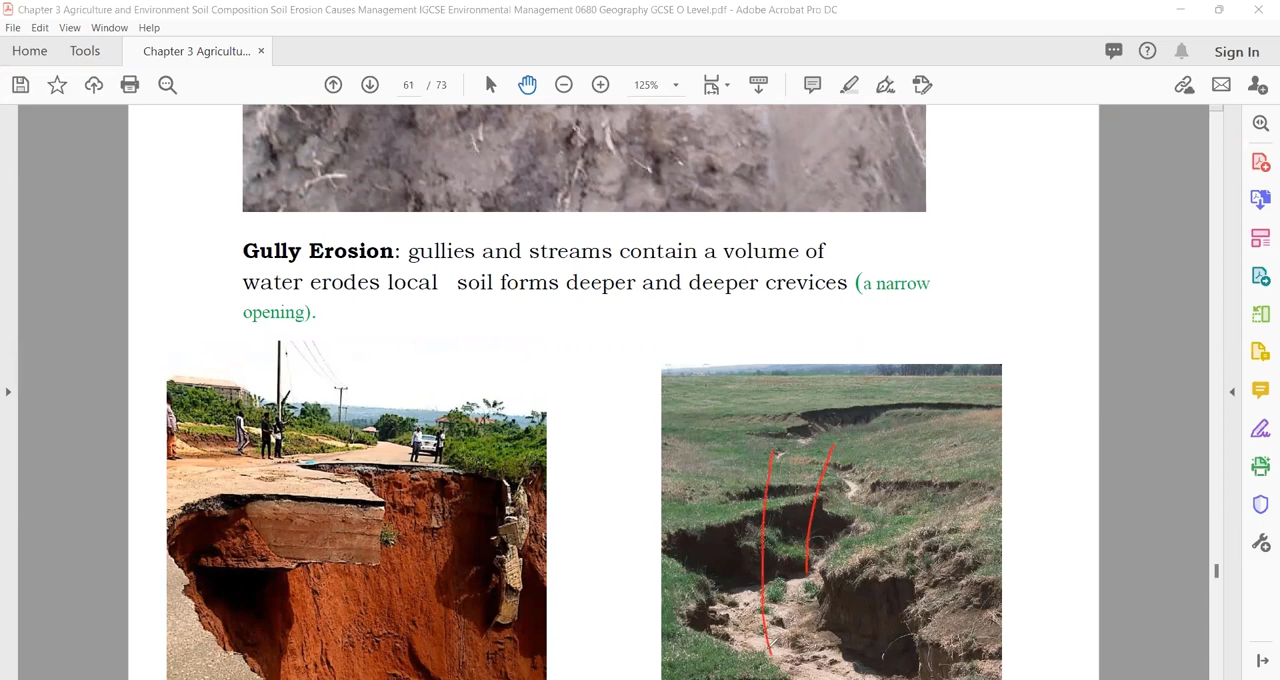 Chapter 3 Agriculture and Environment Soil Composition Soil Erosion Causes Management IGCSE Environmental Management 0680 Geography GCSE O Level.pdf - Adobe Acrobat Pro DC
File Edit View Window Help
Home Tools Chapter 3 Agricultu... × Sign In
61 / 73 125%
Gully Erosion: gullies and streams contain a volume of
water erodes local soil forms deeper and deeper crevices (a narrow
opening).